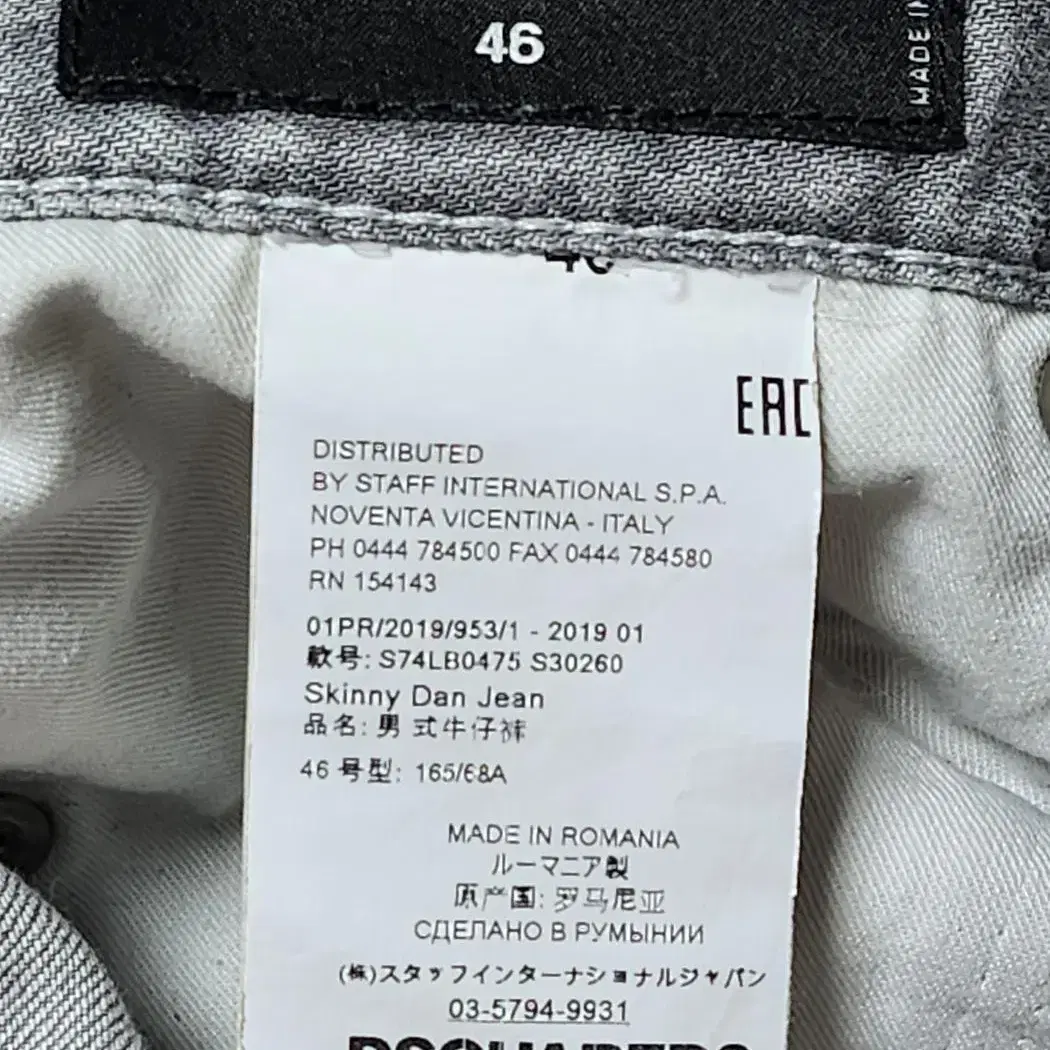 46
MADE IN
46
EAC
DISTRIBUTED
BY STAFF INTERNATIONAL S.P.A.
NOVENTA VICENTINA - ITALY
PH 0444 784500 FAX 0444 784580
RN 154143
01PR/2019/953/1 - 2019 01
款号: S74LB0475 S30260
Skinny Dan Jean
品名: 男式牛仔裤
46 号型: 165/68A
MADE IN ROMANIA
ルーマニア製
原产国: 罗马尼亚
СДЕЛАНО В РУМЫНИИ
(株)スタッフインターナショナルジャパン
03-5794-9931
DSQUARED2